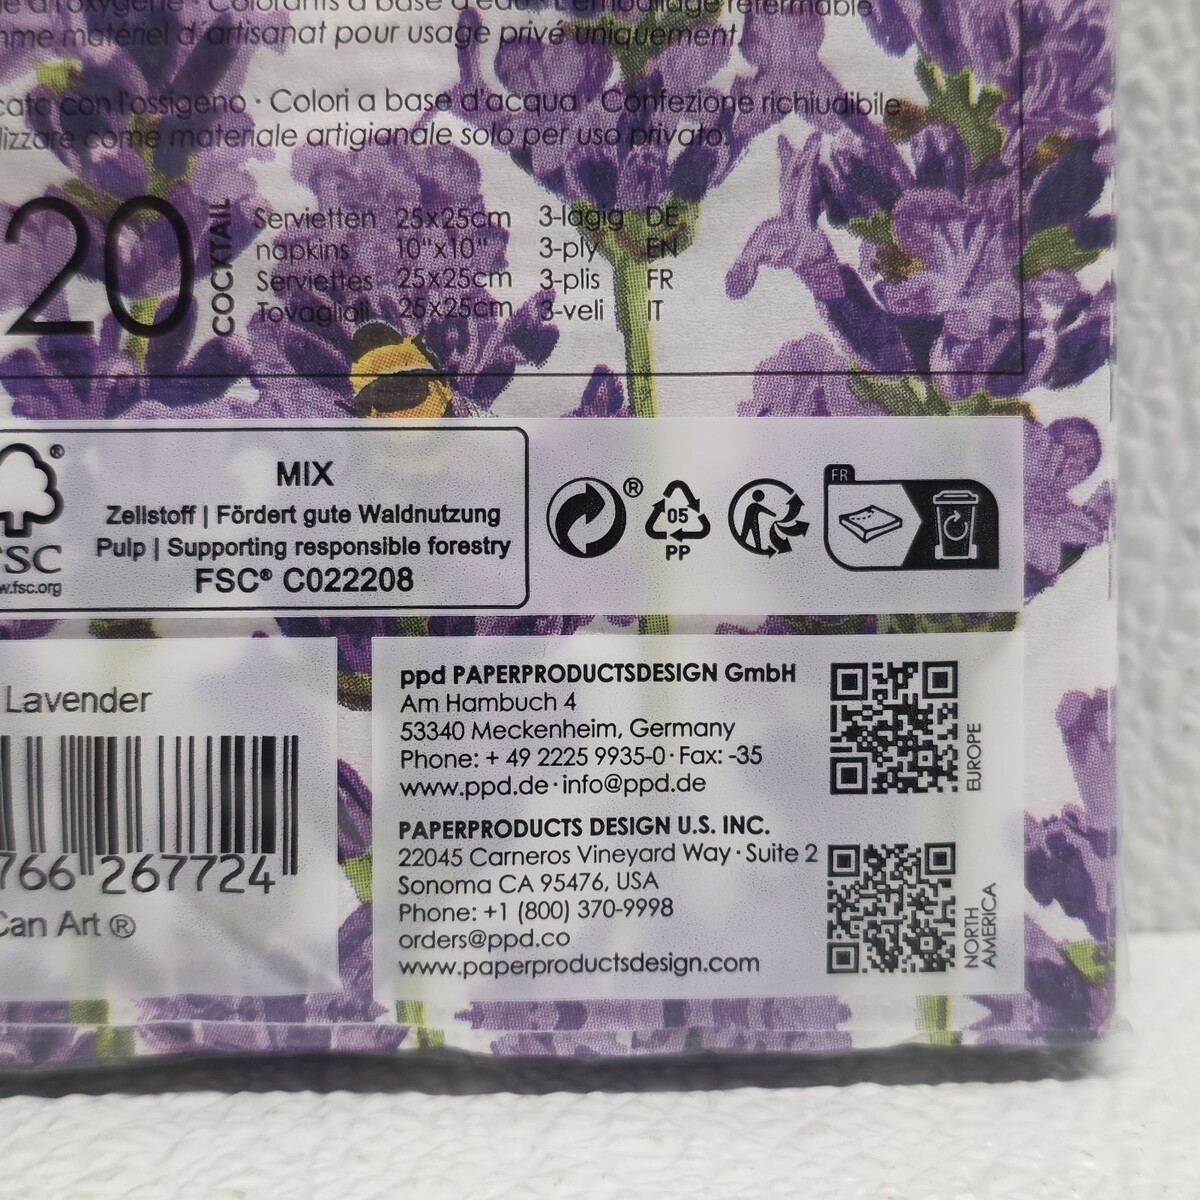 Colorants à base d'eau · L'emballage refermable
matériel d'artisanat pour usage privé uniquement
con l'ossigeno · Colori a base d'acqua · Confezione richiudibile
come materiale artigianale solo per uso privato.
20
COCKTAIL
Servietten 25x25cm 3-lagig DE
napkins 10"x10" 3-ply EN
Serviettes 25x25cm 3-plis FR
Tovaglioli 25x25cm 3-veli IT
®
FSC
www.fsc.org
MIX
Zellstoff | Fördert gute Waldnutzung
Pulp | Supporting responsible forestry
FSC® C022208
®
05
PP
FR
Lavender
766 267724
Can Art ®
ppd PAPERPRODUCTSDESIGN GmbH
Am Hambuch 4
53340 Meckenheim, Germany
Phone: + 49 2225 9935-0 · Fax: -35
www.ppd.de · info@ppd.de
EUROPE
PAPERPRODUCTS DESIGN U.S. INC.
22045 Carneros Vineyard Way · Suite 2
Sonoma CA 95476, USA
Phone: +1 (800) 370-9998
orders@ppd.co
www.paperproductsdesign.com
NORTH
AMERICA